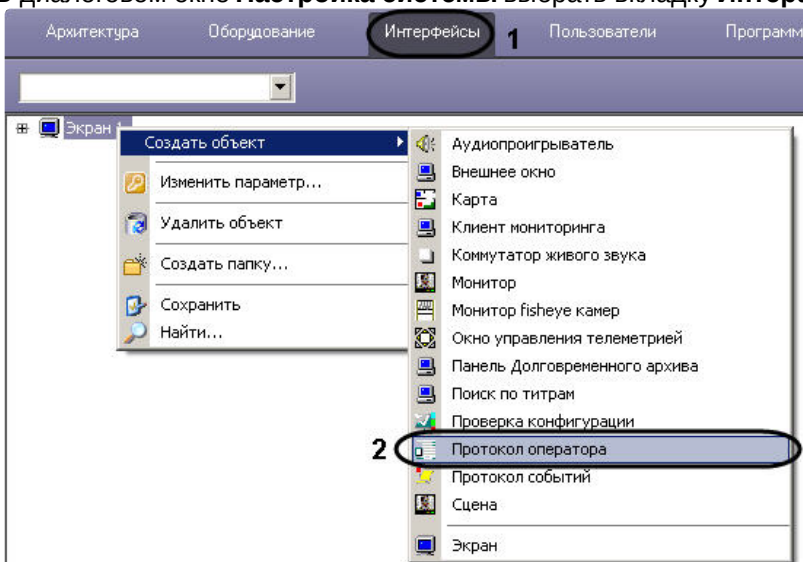 В диалоговом окне Настройка системы выбрать вкладку
Архитектура Оборудование Интерфейсы 1 Пользователи Програм
Экран 1
Создать объект
Изменить параметр...
Удалить объект
Создать папку...
Сохранить
Найти...
Аудиопроигрыватель
Внешнее окно
Карта
Клиент мониторинга
Коммутатор живого звука
Монитор
Монитор fisheye камер
Окно управления телеметрией
Панель Долговременного архива
Поиск по титрам
Проверка конфигурации
2 Протокол оператора
Протокол событий
Сцена
Экран